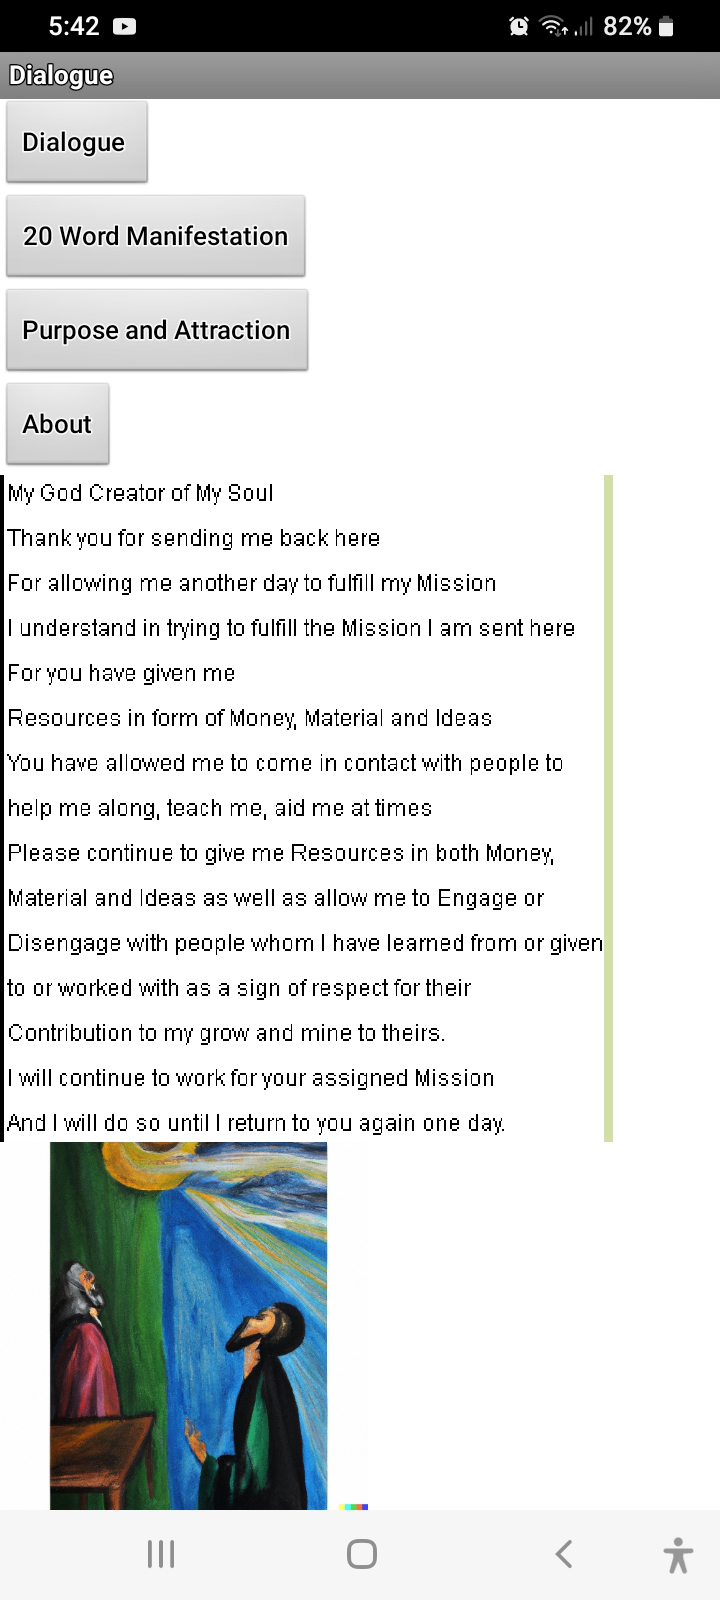 5:42
82%
Dialogue
Dialogue
20 Word Manifestation
Purpose and Attraction
About
My God Creator of My Soul
Thank you for sending me back here
For allowing me another day to fulfill my Mission
I understand in trying to fulfill the Mission I am sent here
For you have given me
Resources in form of Money, Material and Ideas
You have allowed me to come in contact with people to
help me along, teach me, aid me at times
Please continue to give me Resources in both Money,
Material and Ideas as well as allow me to Engage or
Disengage with people whom I have learned from or given
to or worked with as a sign of respect for their
Contribution to my grow and mine to theirs.
I will continue to work for your assigned Mission
And I will do so until I return to you again one day.